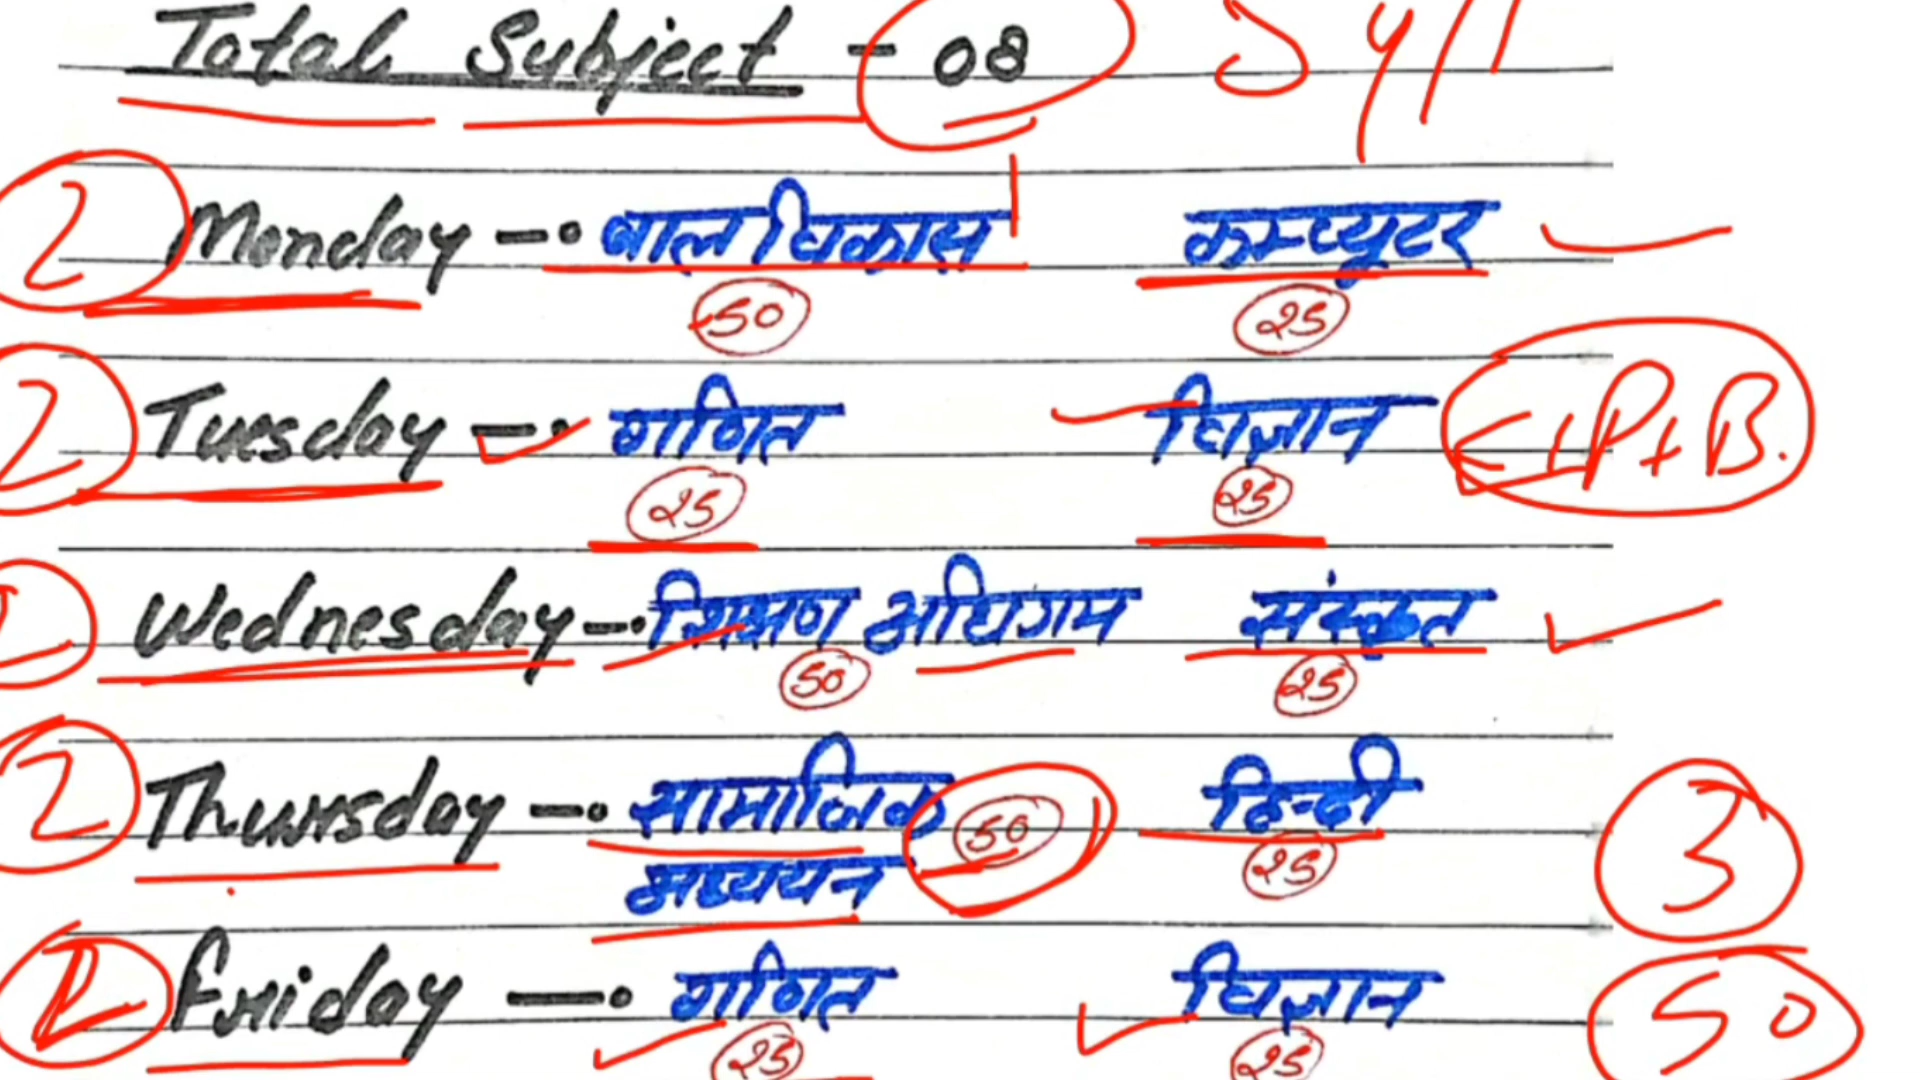 Total Subject - 08
2 Monday - बाल विकास कम्प्यूटर
50 25
2 Tuesday - गणित विज्ञान P+B.
25 25
Wednesday - शिक्षण अधिगम संस्कृत
50 25
2 Thursday - सामाजिक 50 हिन्दी 3
अध्ययन 25
Friday - गणित विज्ञान 50
25 25